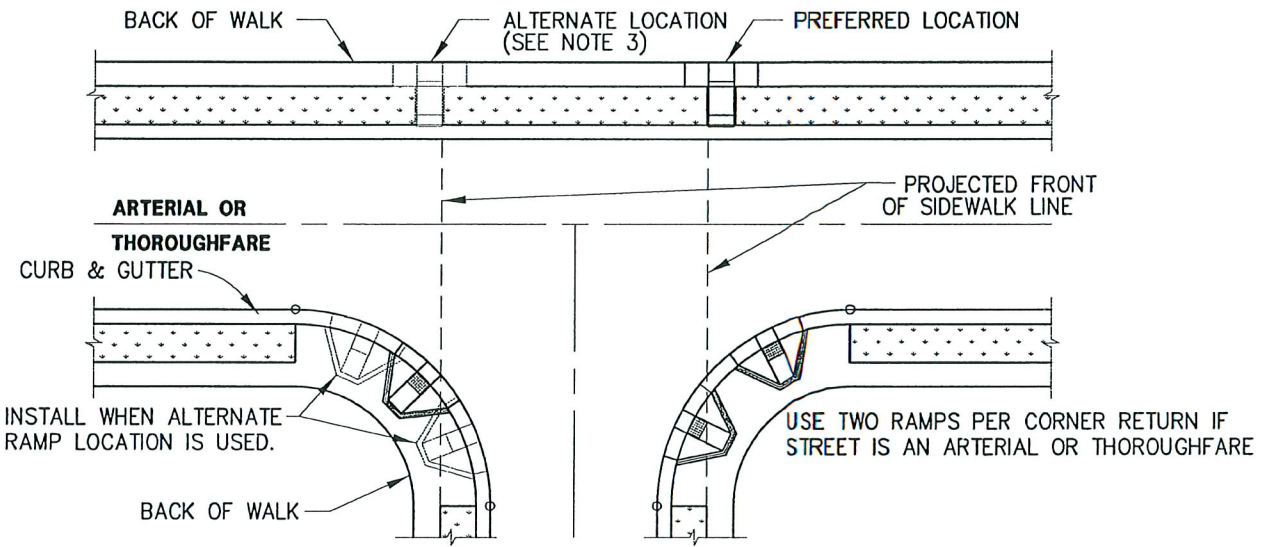 BACK OF WALK
ALTERNATE LOCATION
(SEE NOTE 3)
PREFERRED LOCATION
PROJECTED FRONT
OF SIDEWALK LINE
ARTERIAL OR
THOROUGHFARE
CURB & GUTTER
INSTALL WHEN ALTERNATE
RAMP LOCATION IS USED.
USE TWO RAMPS PER CORNER RETURN IF
STREET IS AN ARTERIAL OR THOROUGHFARE
BACK OF WALK